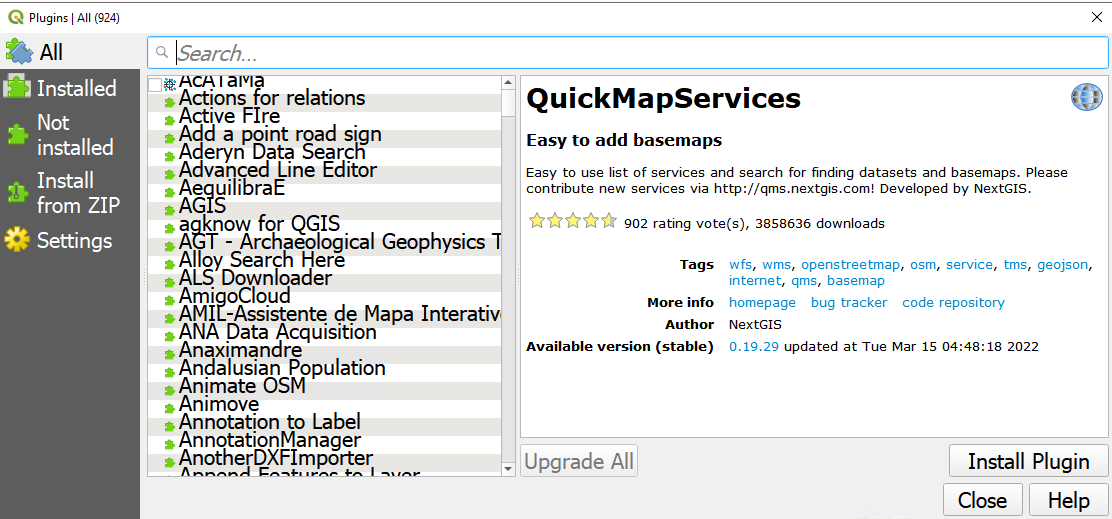 Plugins | All (924)
All
Installed
Not
installed
Install
from ZIP
Settings
Search...
AcATaMa
Actions for relations
Active FIre
Add a point road sign
Aderyn Data Search
Advanced Line Editor
AequilibraE
AGIS
agknow for QGIS
AGT - Archaeological Geophysics T
Alloy Search Here
ALS Downloader
AmigoCloud
AMIL-Assistente de Mapa Interativ
ANA Data Acquisition
Anaximandre
Andalusian Population
Animate OSM
Animove
Annotation to Label
AnnotationManager
AnotherDXFImporter
Append Features to Layer
QuickMapServices
Easy to add basemaps
Easy to use list of services and search for finding datasets and basemaps. Please
contribute new services via http://qms.nextgis.com! Developed by NextGIS.
902 rating vote(s), 3858636 downloads
Tags wfs, wms, openstreetmap, osm, service, tms, geojson,
internet, qms, basemap
More info homepage bug tracker code repository
Author NextGIS
Available version (stable) 0.19.29 updated at Tue Mar 15 04:48:18 2022
Upgrade All
Install Plugin
Close
Help